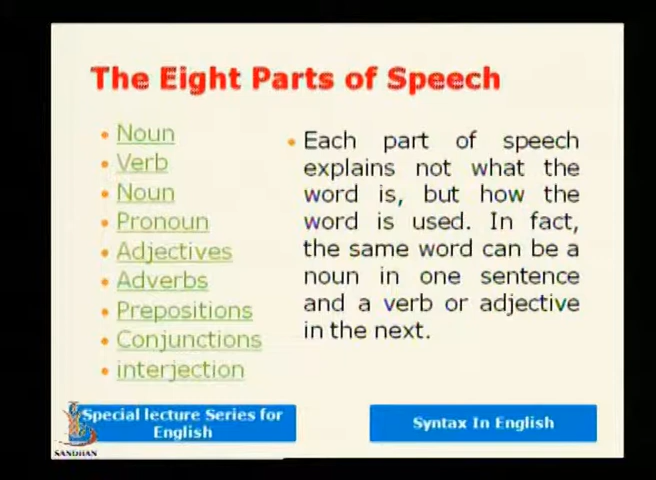 The Eight Parts of Speech
Noun
Verb
Noun
Pronoun
Adjectives
Adverbs
Prepositions
Conjunctions
interjection
Each part of speech
explains not what the
word is, but how the
word is used. In fact,
the same word can be a
noun in one sentence
and a verb or adjective
in the next.
Special lecture Series for
English
Syntax In English
SANDHAN